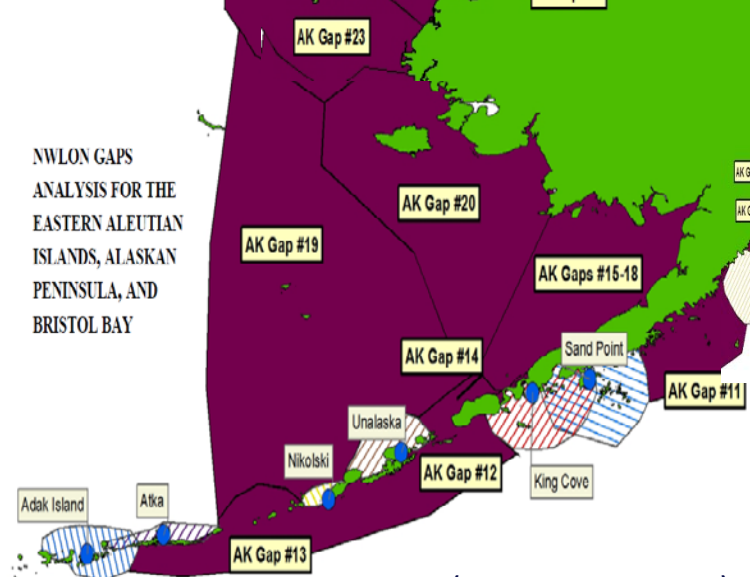 AK Gap #23
NWLON GAPS
ANALYSIS FOR THE
EASTERN ALEUTIAN
ISLANDS, ALASKAN
PENINSULA, AND
BRISTOL BAY
AK Gap #20
AK Gap #19
AK Gaps #15-18
AK Gap #14
Sand Point
AK Gap #11
Unalaska
Nikolski
AK Gap #12
King Cove
Adak Island
Atka
AK Gap #13